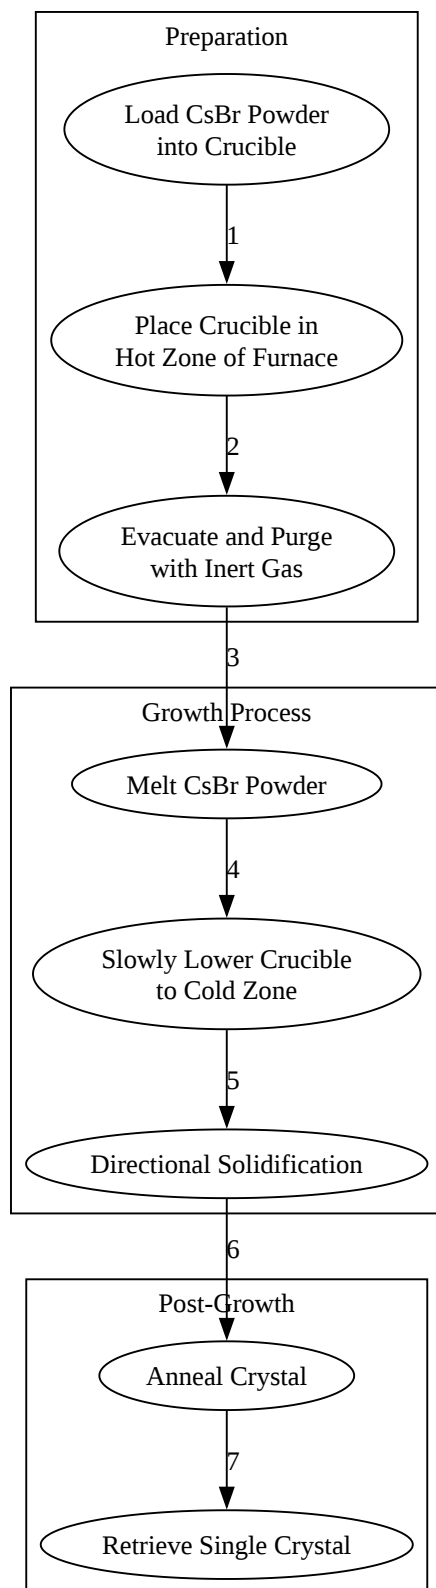 Preparation
Load CsBr Powder
into Crucible
1
Place Crucible in
Hot Zone of Furnace
2
Evacuate and Purge
with Inert Gas
3
Growth Process
Melt CsBr Powder
4
Slowly Lower Crucible
to Cold Zone
5
Directional Solidification
6
Post-Growth
Anneal Crystal
7
Retrieve Single Crystal